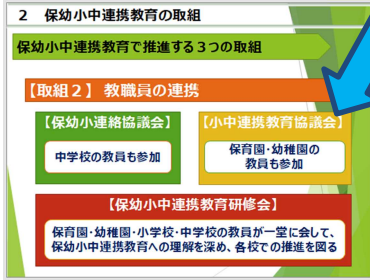 2 保幼小中連携教育の取組
保幼小中連携教育で推進する3つの取組
【取組2】教職員の連携
【保幼小連絡協議会】
中学校の教員も参加
【小中連携教育協議会】
保育園・幼稚園の
教員も参加
【保幼小中連携教育研修会】
保育園・幼稚園・小学校・中学校の教員が一堂に会して、
保幼小中連携教育への理解を深め、各校での推進を図る